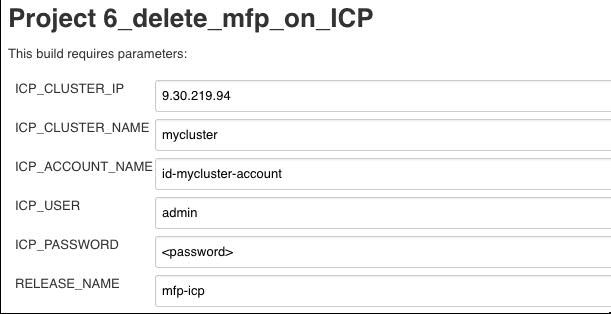 Project 6_delete_mfp_on_ICP
This build requires parameters:
ICP_CLUSTER_IP 9.30.219.94
ICP_CLUSTER_NAME mycluster
ICP_ACCOUNT_NAME id-mycluster-account
ICP_USER admin
ICP_PASSWORD <password>
RELEASE_NAME mfp-icp